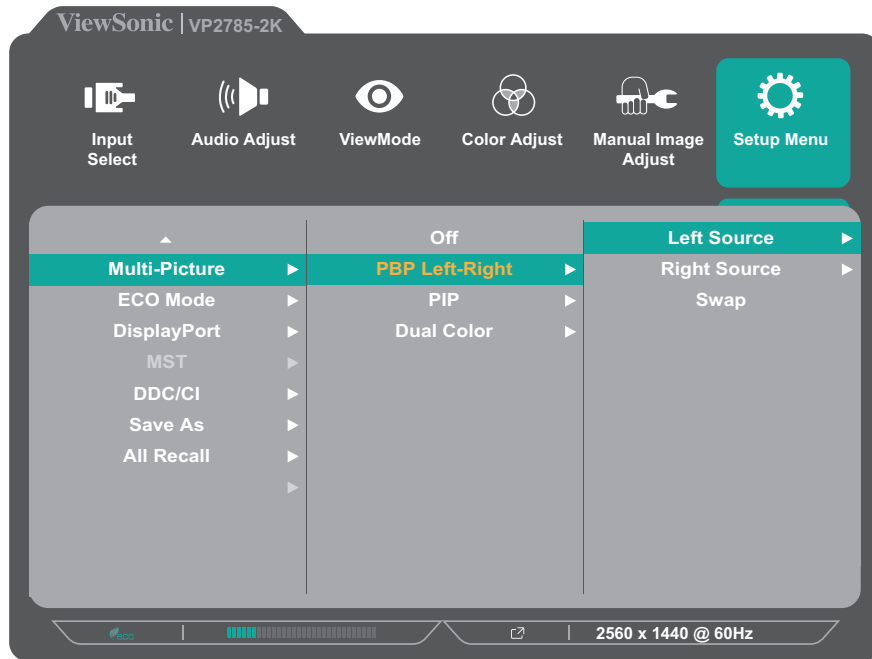 ViewSonic | VP2785-2K
Input Select
Audio Adjust
ViewMode
Color Adjust
Manual Image Adjust
Setup Menu
Off
Left Source
Multi-Picture
PBP Left-Right
Right Source
ECO Mode
PIP
Swap
DisplayPort
Dual Color
MST
DDC/CI
Save As
All Recall
eco
2560 x 1440 @ 60Hz